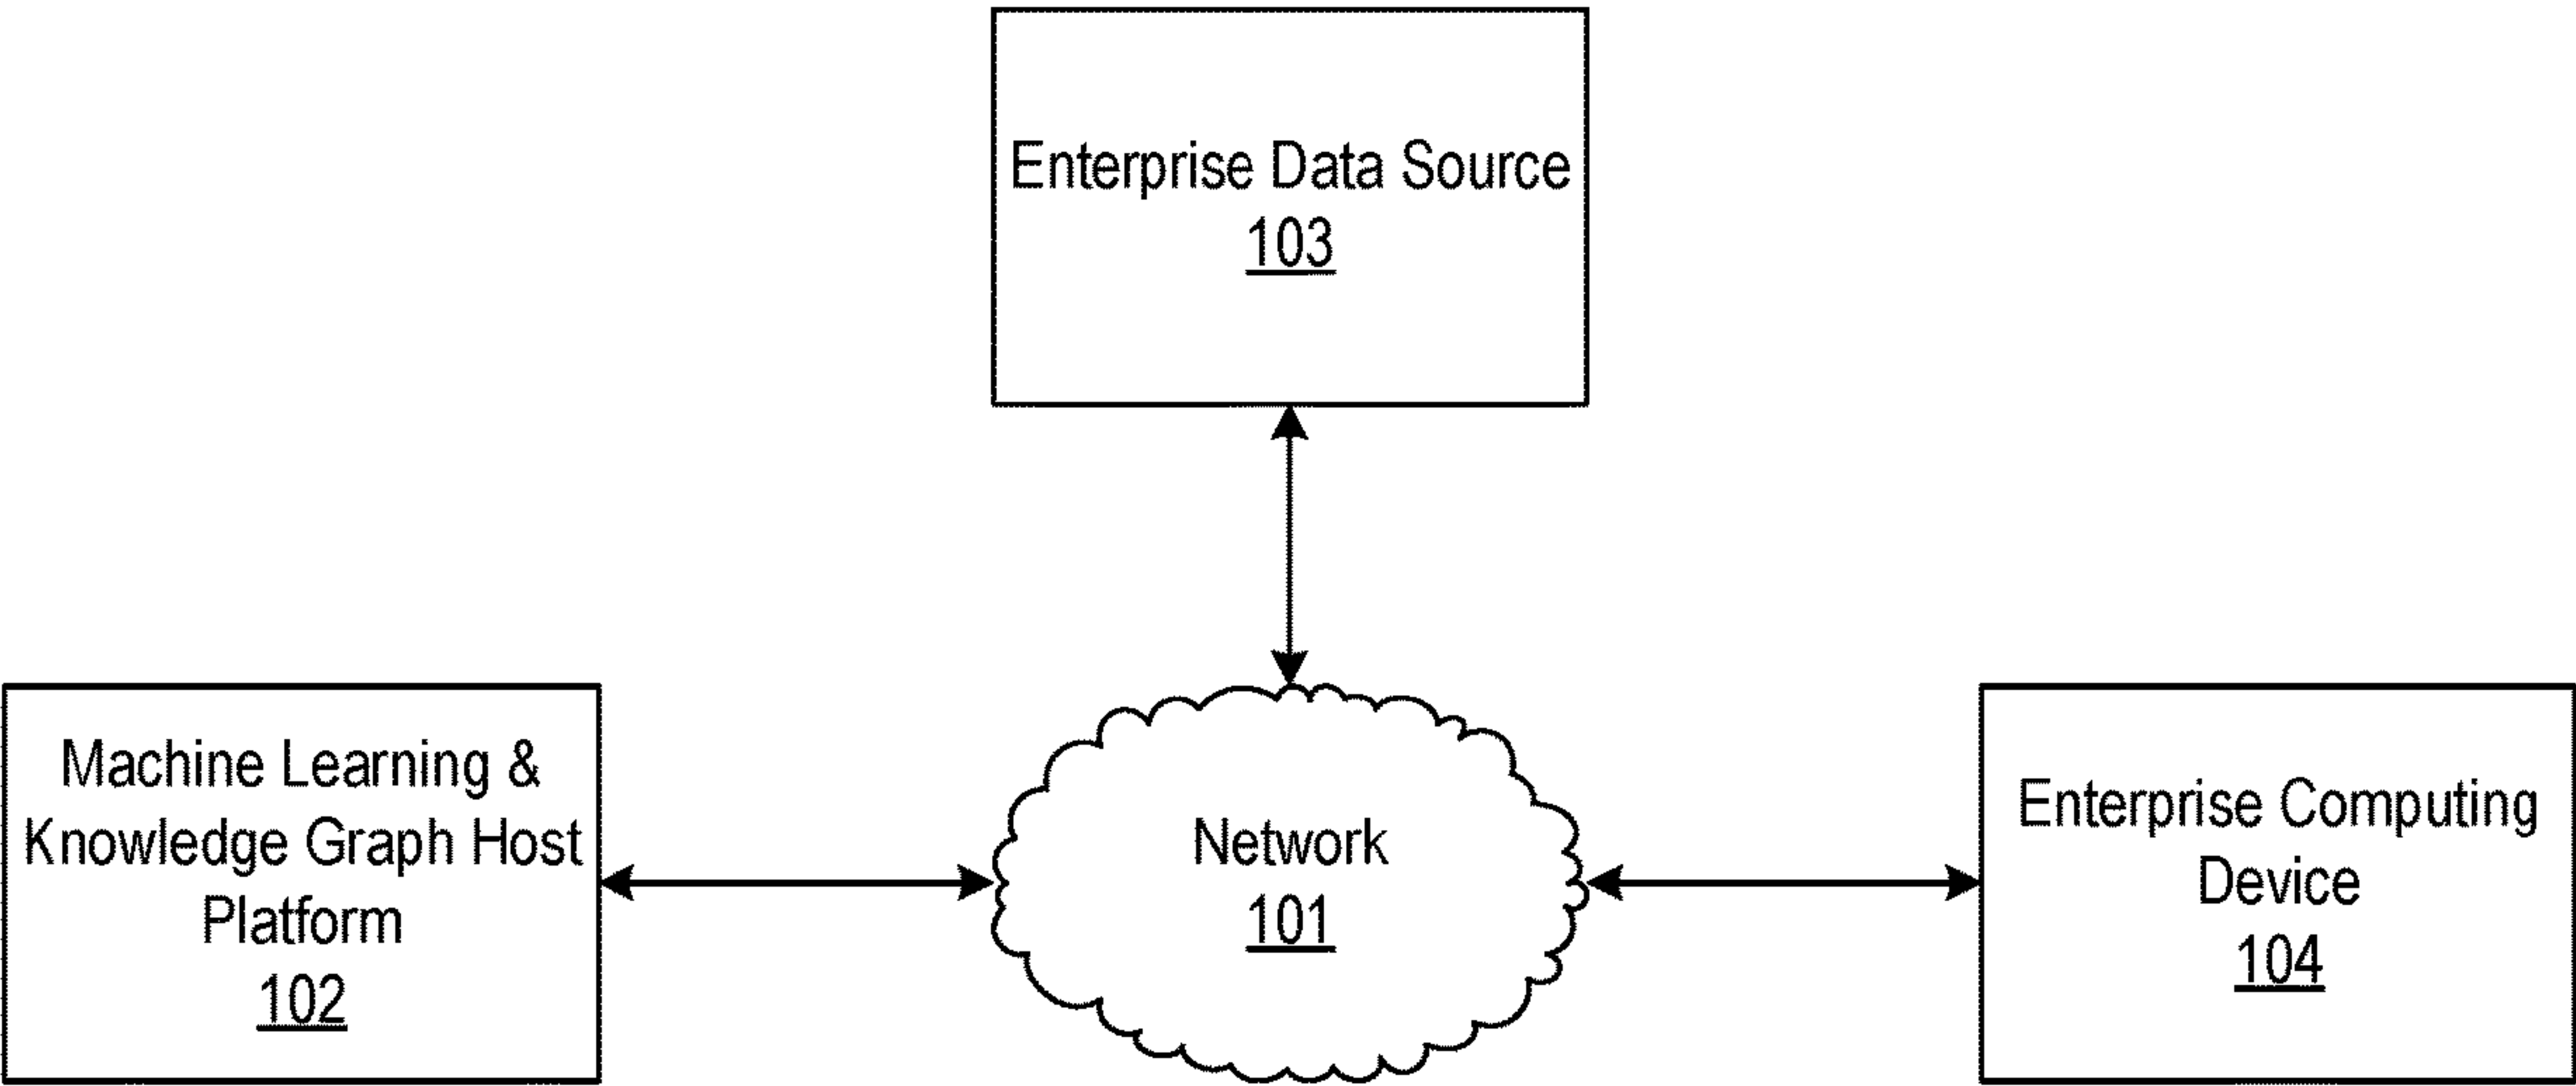 Enterprise Data Source
103
Machine Learning &
Knowledge Graph Host
Platform
102
Network
101
Enterprise Computing
Device
104